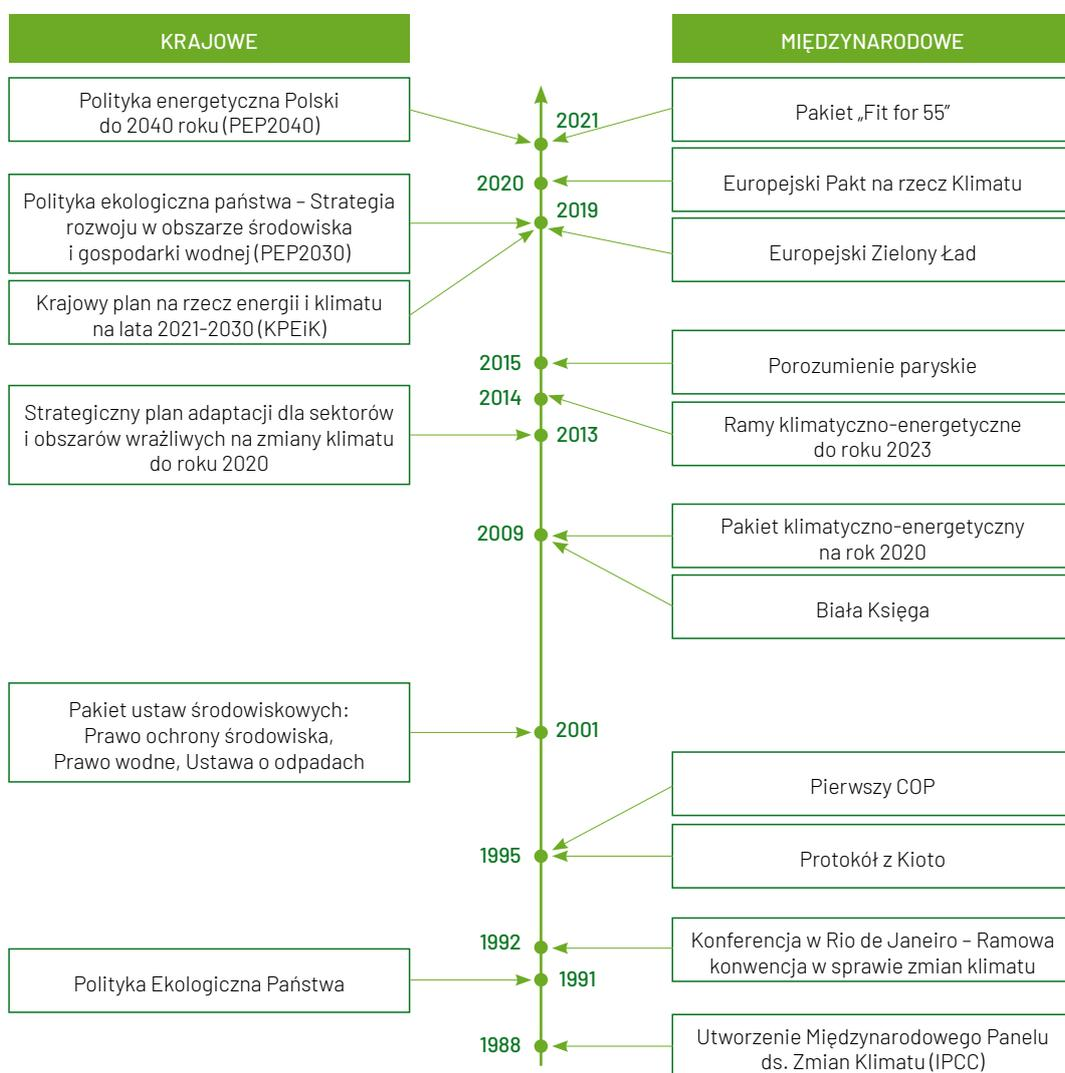 KRAJOWE
MIĘDZYNARODOWE
Polityka energetyczna Polski
do 2040 roku (PEP2040)
2021
Pakiet „Fit for 55”
2020
Europejski Pakt na rzecz Klimatu
Polityka ekologiczna państwa – Strategia
rozwoju w obszarze środowiska
i gospodarki wodnej (PEP2030)
2019
Europejski Zielony Ład
Krajowy plan na rzecz energii i klimatu
na lata 2021-2030 (KPEiK)
2015
Porozumienie paryskie
2014
Ramy klimatyczno-energetyczne
do roku 2023
Strategiczny plan adaptacji dla sektorów
i obszarów wrażliwych na zmiany klimatu
do roku 2020
2013
2009
Pakiet klimatyczno-energetyczny
na rok 2020
Biała Księga
Pakiet ustaw środowiskowych:
Prawo ochrony środowiska,
Prawo wodne, Ustawa o odpadach
2001
Pierwszy COP
1995
Protokół z Kioto
1992
Konferencja w Rio de Janeiro – Ramowa
konwencja w sprawie zmian klimatu
Polityka Ekologiczna Państwa
1991
1988
Utworzenie Międzynarodowego Panelu
ds. Zmian Klimatu (IPCC)